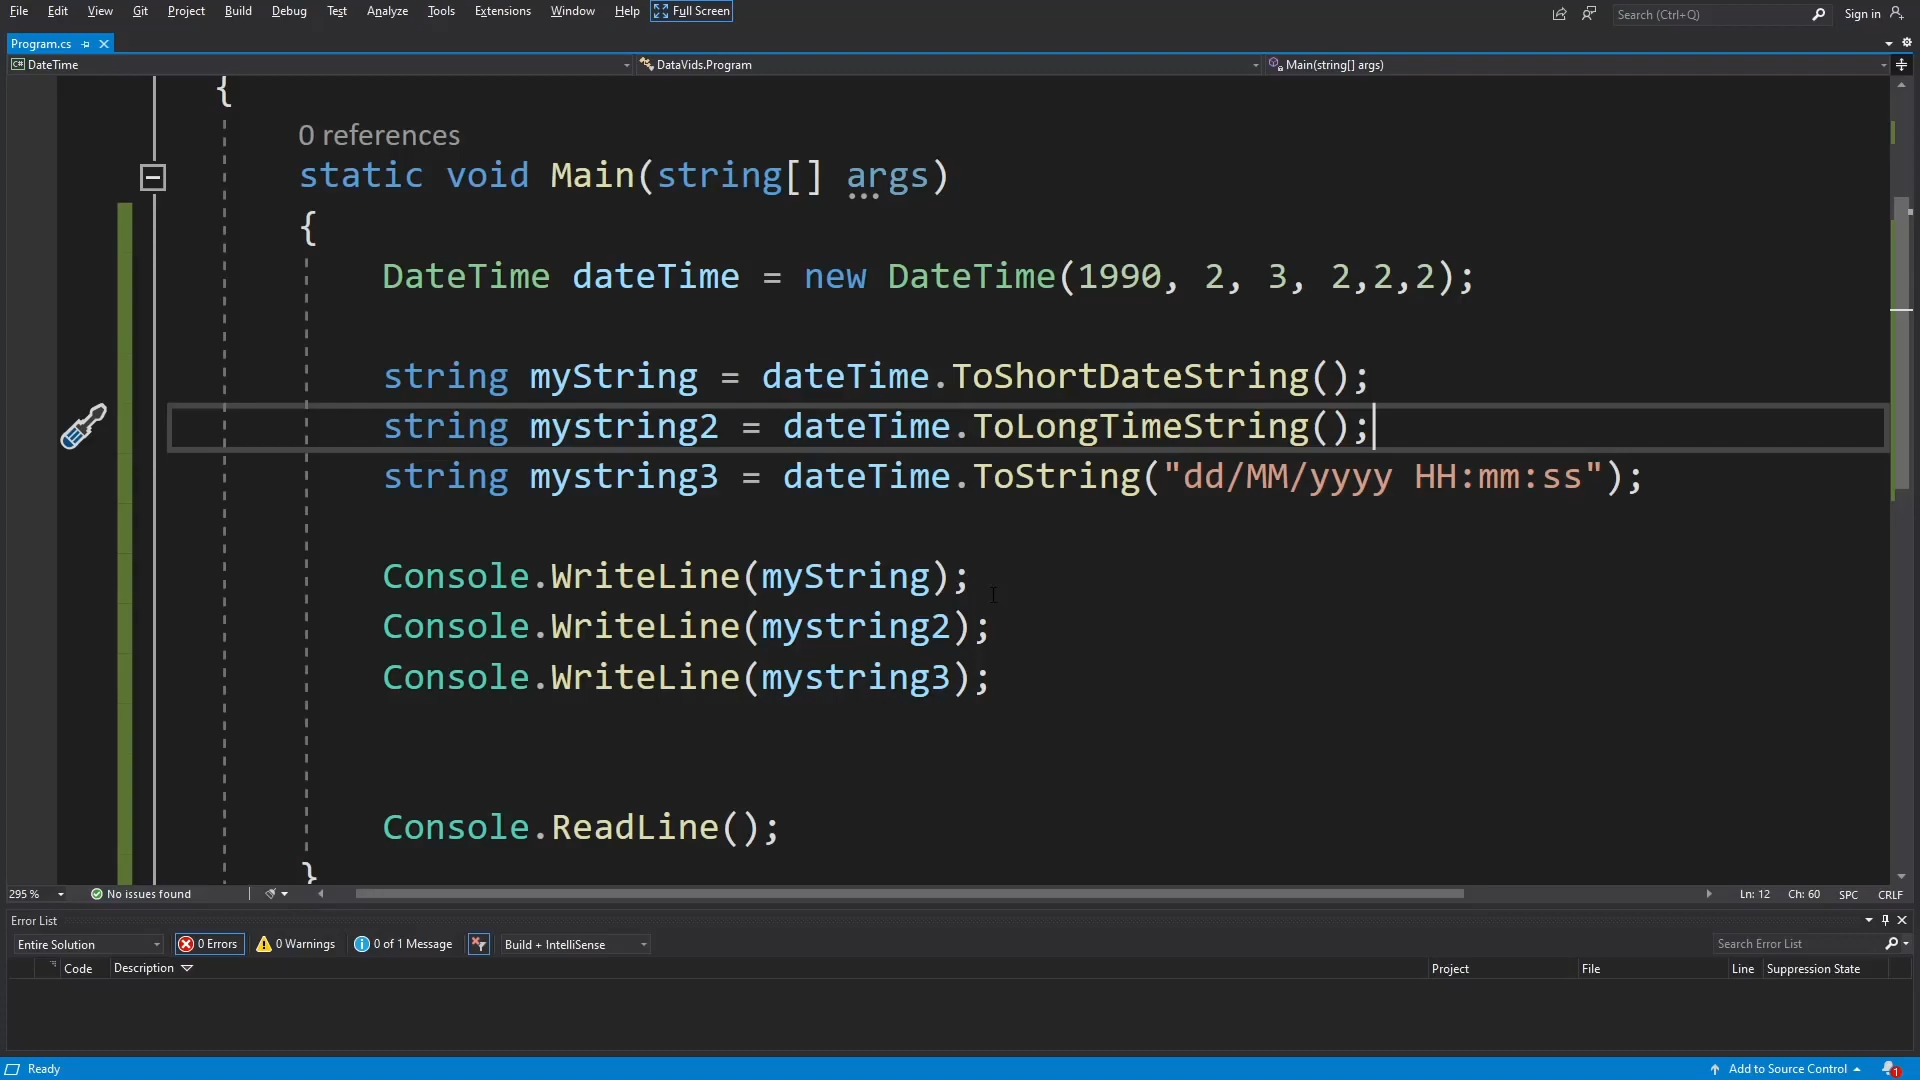 File Edit View Git Project Build Debug Test Analyze Tools Extensions Window Help Full Screen Search (Ctrl+Q) Sign in
Program.cs
DateTime DataVids.Program Main(string[] args)
{
0 references
static void Main(string[] args)
{
DateTime dateTime = new DateTime(1990, 2, 3, 2,2,2);
string myString = dateTime.ToShortDateString();
string mystring2 = dateTime.ToLongTimeString();
string mystring3 = dateTime.ToString("dd/MM/yyyy HH:mm:ss");
Console.WriteLine(myString);
Console.WriteLine(mystring2);
Console.WriteLine(mystring3);
Console.ReadLine();
}
295 % No issues found Ln: 12 Ch: 60 SPC CRLF
Error List
Entire Solution 0 Errors 0 Warnings 0 of 1 Message Build + IntelliSense Search Error List
Code Description Project File Line Suppression State
Ready Add to Source Control 1